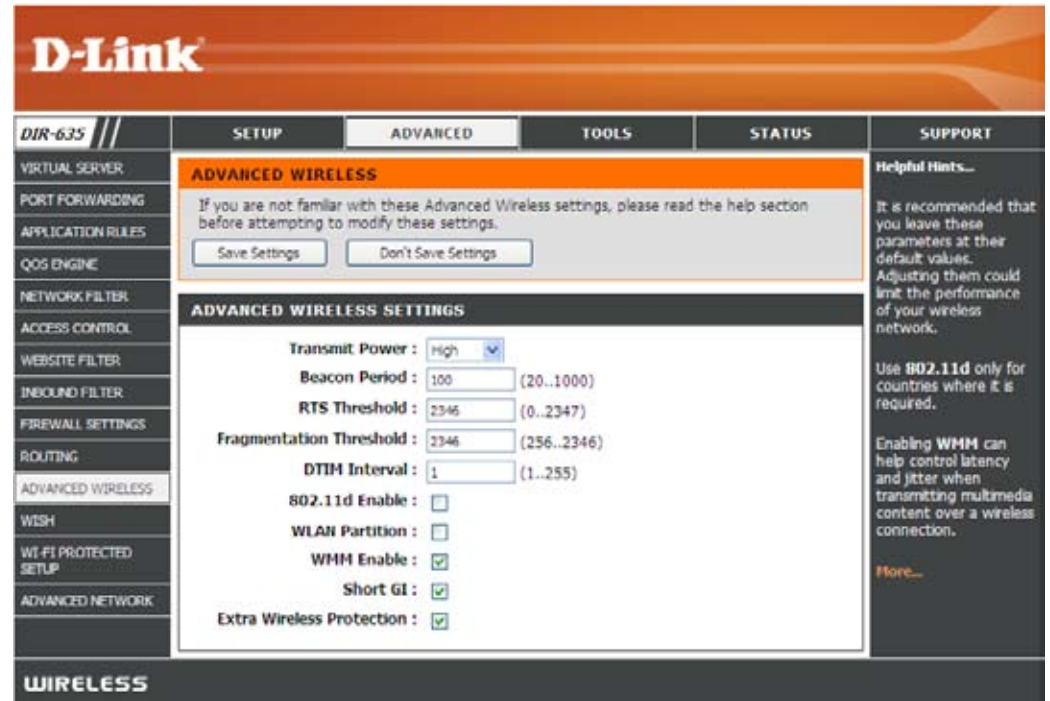 D-Link
DIR-635
SETUP
ADVANCED
TOOLS
STATUS
SUPPORT
VIRTUAL SERVER
PORT FORWARDING
APPLICATION RULES
QOS ENGINE
NETWORK FILTER
ACCESS CONTROL
WEBSITE FILTER
INBOUND FILTER
FIREWALL SETTINGS
ROUTING
ADVANCED WIRELESS
WISH
WI-FI PROTECTED
SETUP
ADVANCED NETWORK
ADVANCED WIRELESS
If you are not famliar with these Advanced Wireless settings, please read the help section
before attempting to modify these settings.
Save Settings
Don't Save Settings
ADVANCED WIRELESS SETTINGS
Transmit Power : High
Beacon Period : 100 (20..1000)
RTS Threshold : 2346 (0..2347)
Fragmentation Threshold : 2346 (256..2346)
DTIM Interval : 1 (1..255)
802.11d Enable :
WLAN Partition :
WMM Enable :
Short GI :
Extra Wireless Protection :
Helpful Hints...
It is recommended that
you leave these
parameters at their
default values.
Adjusting them could
limit the performance
of your wireless
network.
Use 802.11d only for
countries where it is
required.
Enabling WMM can
help control latency
and jitter when
transmitting multimedia
content over a wireless
connection.
More...
WIRELESS